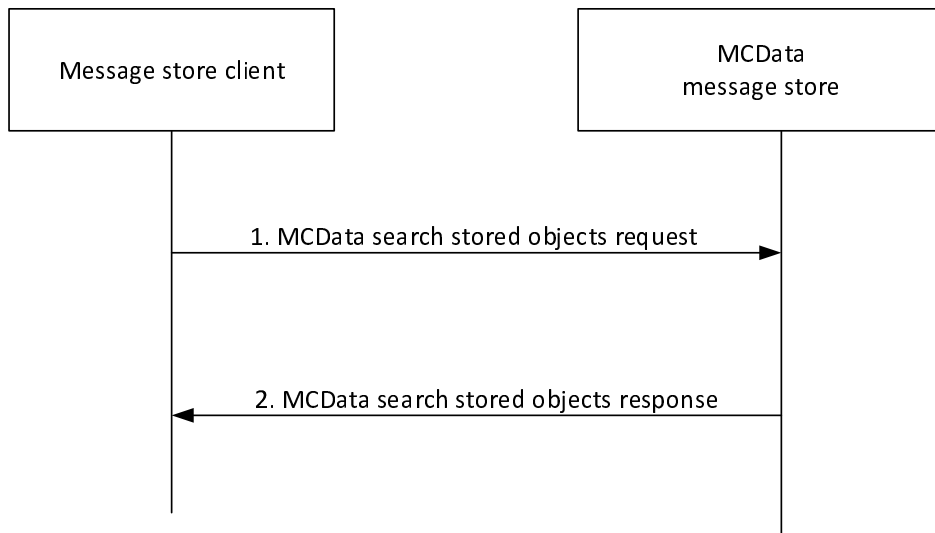 Message store client
MCData
message store
1. MCData search stored objects request
2. MCData search stored objects response